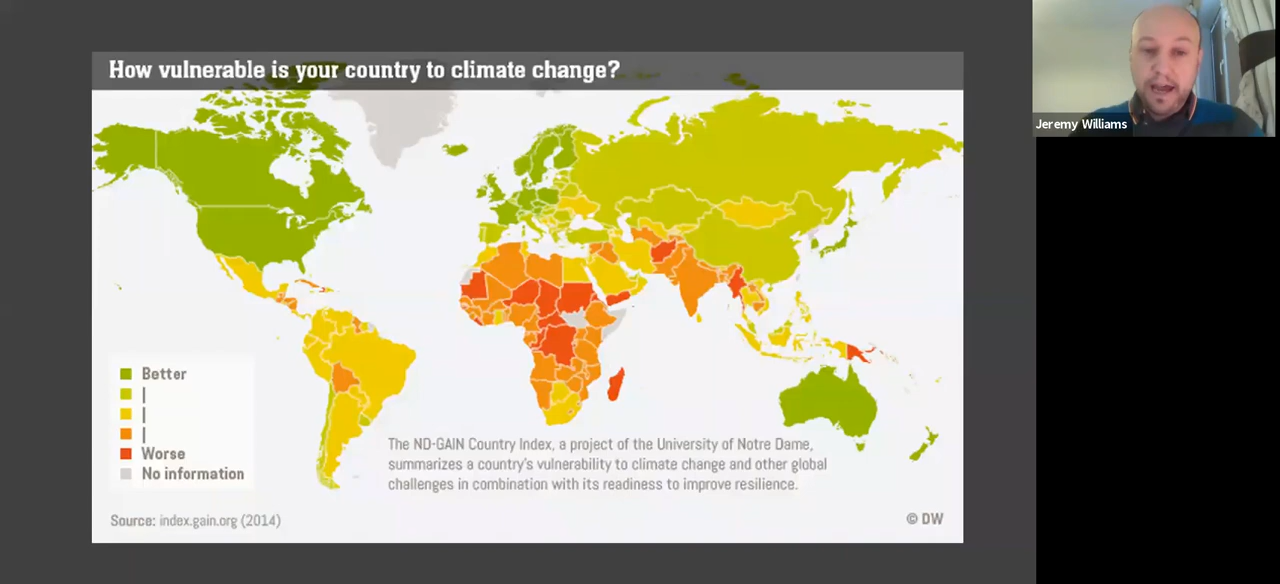 How vulnerable is your country to climate change?
Jeremy Williams
Better
|
|
|
Worse
No information
The ND-GAIN Country Index, a project of the University of Notre Dame,
summarizes a country's vulnerability to climate change and other global
challenges in combination with its readiness to improve resilience.
Source: index.gain.org (2014)
© DW